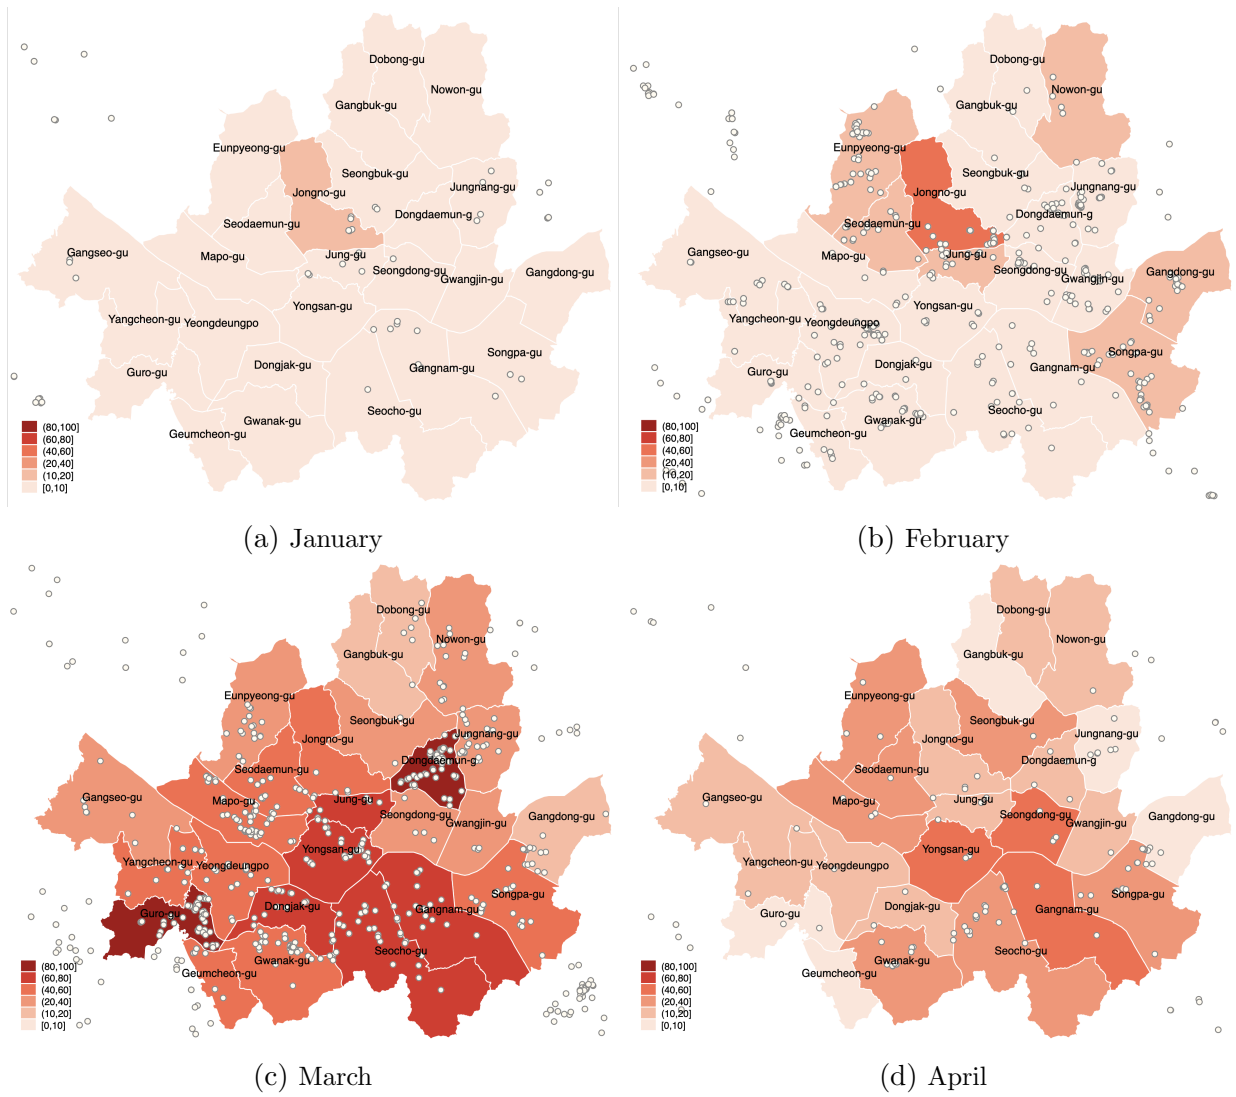 Dobong-gu
Nowon-gu
Gangbuk-gu
Eunpyeong-gu
Seongbuk-gu
Jungnang-gu
Jongno-gu
Dongdaemun-g
Seodaemun-gu
Gangseo-gu
Mapo-gu
Jung-gu
Seongdong-gu
Gwangjin-gu
Gangdong-gu
Yongsan-gu
Yangcheon-gu
Yeongdeungpo
Songpa-gu
Guro-gu
Dongjak-gu
Gangnam-gu
Seocho-gu
Gwanak-gu
Geumcheon-gu
(80,100]
(60,80]
(40,60]
(20,40]
(10,20]
[0,10]
(a) January
Dobong-gu
Nowon-gu
Gangbuk-gu
Eunpyeong-gu
Seongbuk-gu
Jungnang-gu
Jongno-gu
Dongdaemun-g
Seodaemun-gu
Gangseo-gu
Mapo-gu
Jung-gu
Seongdong-gu
Gwangjin-gu
Gangdong-gu
Yongsan-gu
Yangcheon-gu
Yeongdeungpo
Songpa-gu
Guro-gu
Dongjak-gu
Gangnam-gu
Seocho-gu
Gwanak-gu
Geumcheon-gu
(80,100]
(60,80]
(40,60]
(20,40]
(10,20]
[0,10]
(b) February
Dobong-gu
Nowon-gu
Gangbuk-gu
Eunpyeong-gu
Seongbuk-gu
Jungnang-gu
Jongno-gu
Dongdaemun-g
Seodaemun-gu
Gangseo-gu
Mapo-gu
Jung-gu
Seongdong-gu
Gwangjin-gu
Gangdong-gu
Yongsan-gu
Yangcheon-gu
Yeongdeungpo
Songpa-gu
Guro-gu
Dongjak-gu
Gangnam-gu
Seocho-gu
Gwanak-gu
Geumcheon-gu
(80,100]
(60,80]
(40,60]
(20,40]
(10,20]
[0,10]
(c) March
Dobong-gu
Nowon-gu
Gangbuk-gu
Eunpyeong-gu
Seongbuk-gu
Jungnang-gu
Jongno-gu
Dongdaemun-g
Seodaemun-gu
Gangseo-gu
Mapo-gu
Jung-gu
Seongdong-gu
Gwangjin-gu
Gangdong-gu
Yongsan-gu
Yangcheon-gu
Yeongdeungpo
Songpa-gu
Guro-gu
Dongjak-gu
Gangnam-gu
Seocho-gu
Gwanak-gu
Geumcheon-gu
(80,100]
(60,80]
(40,60]
(20,40]
(10,20]
[0,10]
(d) April